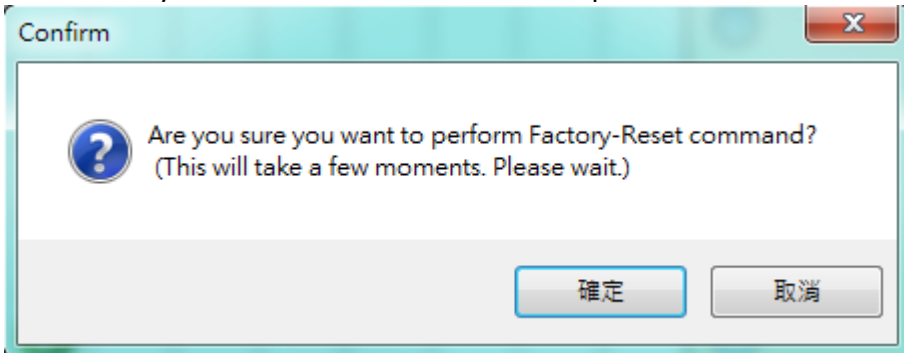 Confirm
Are you sure you want to perform Factory-Reset command?
(This will take a few moments. Please wait.)
確定
取消